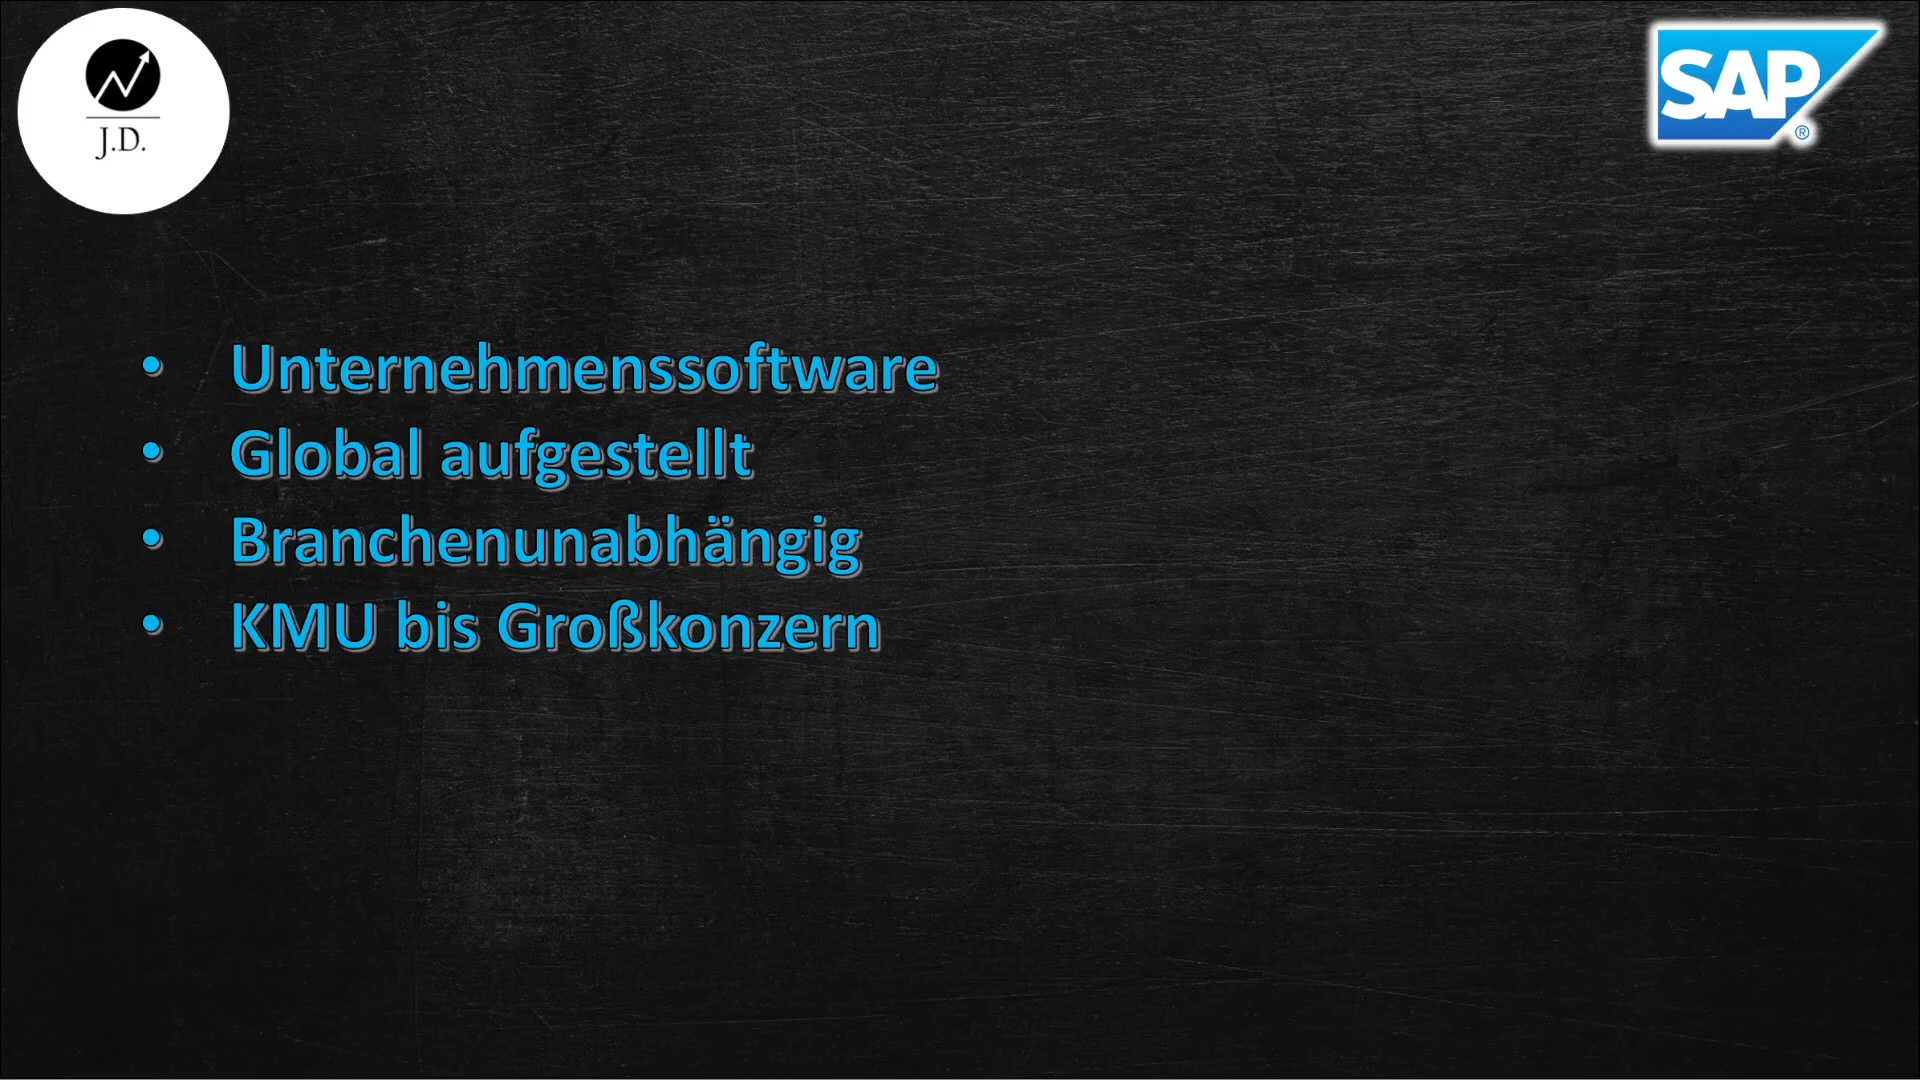 J.D.
SAP®
• Unternehmenssoftware
• Global aufgestellt
• Branchenunabhängig
• KMU bis Großkonzern